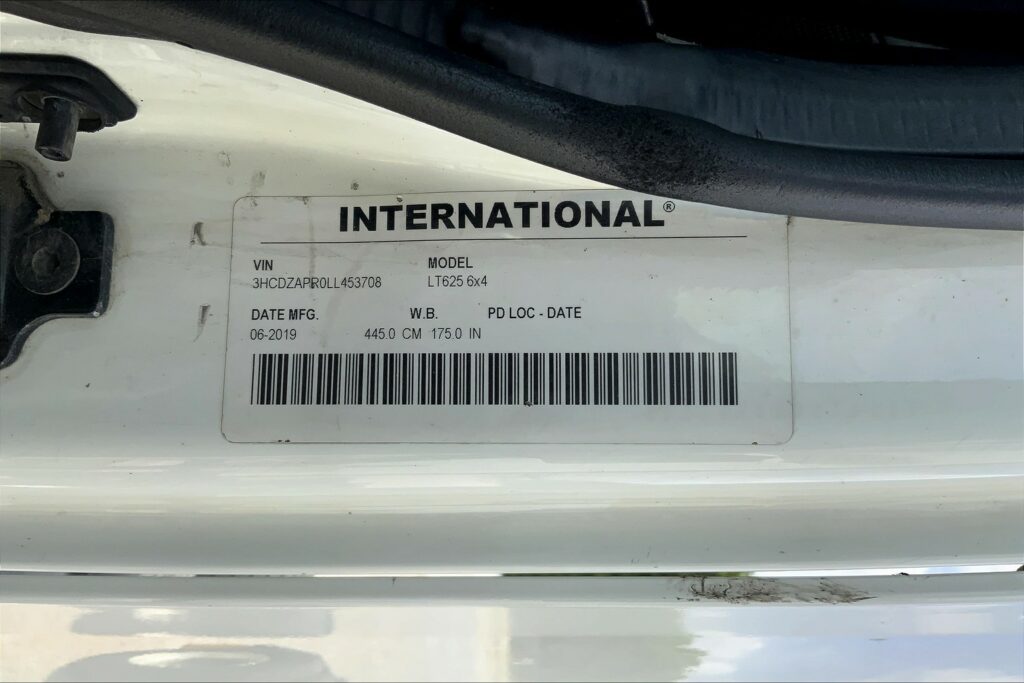 INTERNATIONAL®
VIN MODEL
3HCDZAPR0LL453708 LT625 6x4
DATE MFG. W.B. PD LOC - DATE
06-2019 445.0 CM 175.0 IN